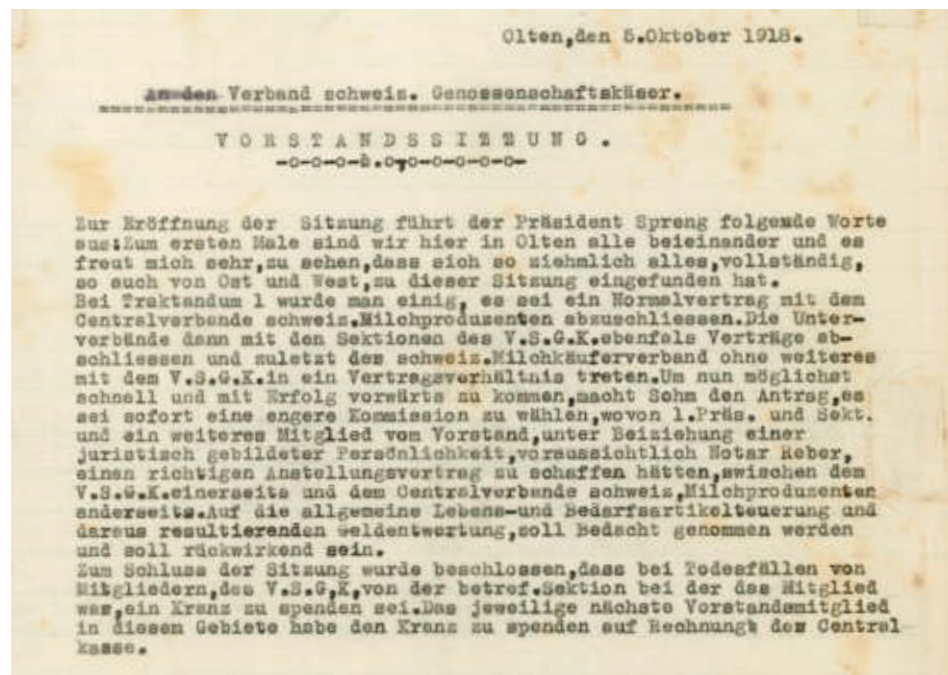 Olten,den 5.Oktober 1918.
An den Verband schweiz. Genossenschaftskäser.
==================================================
VORSTANDSSITZUNG.
-o-o-o-o.o-o-o-o-o-o-
Zur Eröffnung der Sitzung führt der Präsident Spreng folgende Worte
aus:Zum ersten Male sind wir hier in Olten alle beieinander und es
freut mich sehr,zu sehen,dass sich so ziehmlich alles,vollständig,
so auch von Ost und West,zu dieser Sitzung eingefunden hat.
Bei Traktandum 1 wurde man einig, es sei ein Normalvertrag mit dem
Centralverbande schweiz.Milchproduzenten abzuschliessen.Die Unter-
verbände dann mit den Sektionen des V.S.G.K.ebenfals Verträge ab-
schliessen und zuletzt der schweiz.Milchkäuferverband ohne weiteres
mit dem V.S.G.K.in ein Vertragsverhältnis treten.Um nun möglichst
schnell und mit Erfolg vorwärts zu kommen,macht Sohm den Antrag,es
sei sofort eine engere Kommission zu wählen,wovon 1.Präs. und Sekt.
und ein weiteres Mitglied vom Vorstand,unter Beiziehung einer
juristisch gebildeter Persönlichkeit,voraussichtlich Notar Reber,
einen richtigen Anstellungsvertrag zu schaffen hätten,zwischen dem
V.S.G.K.einerseits und dem Centralverbande schweiz,Milchproduzenten
anderseits.Auf die allgemeine Lebens-und Bedarfsartikelteuerung und
daraus resultierenden Geldentwertung,soll Bedacht genommen werden
und soll rückwirkend sein.
Zum Schluss der Sitzung wurde beschlossen,dass bei Todesfällen von
Mitgliedern,des V.S.G,K,von der betref.Sektion bei der das Mitglied
war,ein Kranz zu spenden sei.Das jeweilige nächste Vorstandsmitglied
in diesem Gebiete habe den Kranz zu spenden auf Rechnung der Central
kasse.